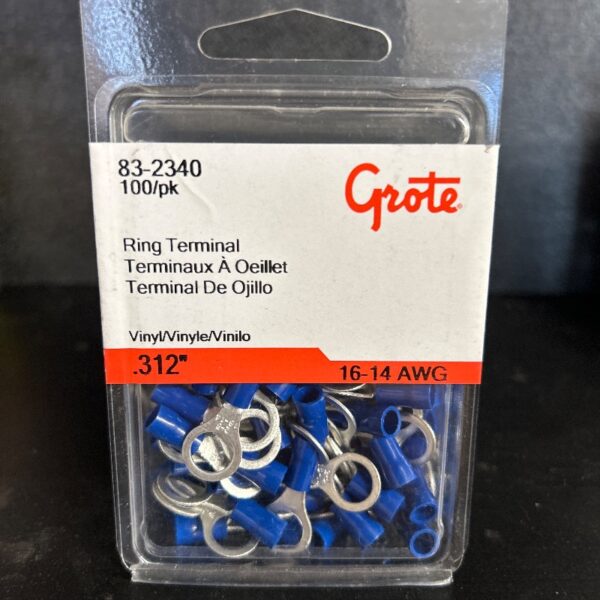 83-2340
100/pk
Grote
Ring Terminal
Terminaux À Oeillet
Terminal De Ojillo
Vinyl/Vinyle/Vinilo
.312"
16-14 AWG